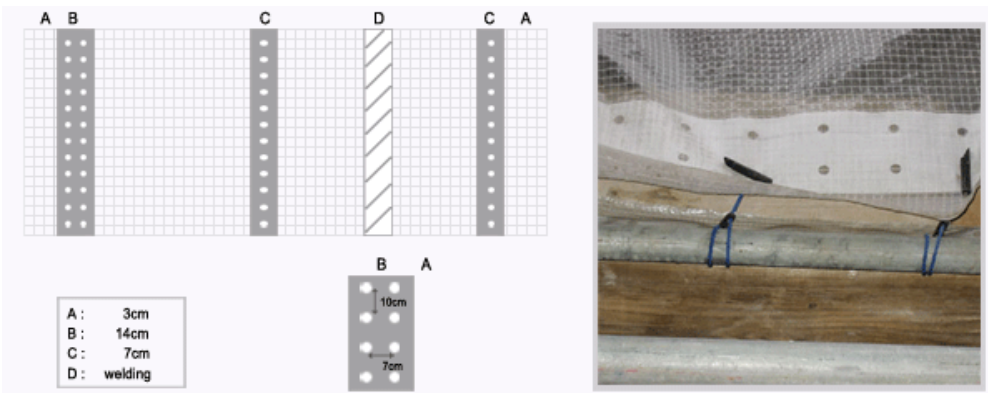 A B C D C A
B A
10cm
7cm
A : 3cm
B : 14cm
C : 7cm
D : welding